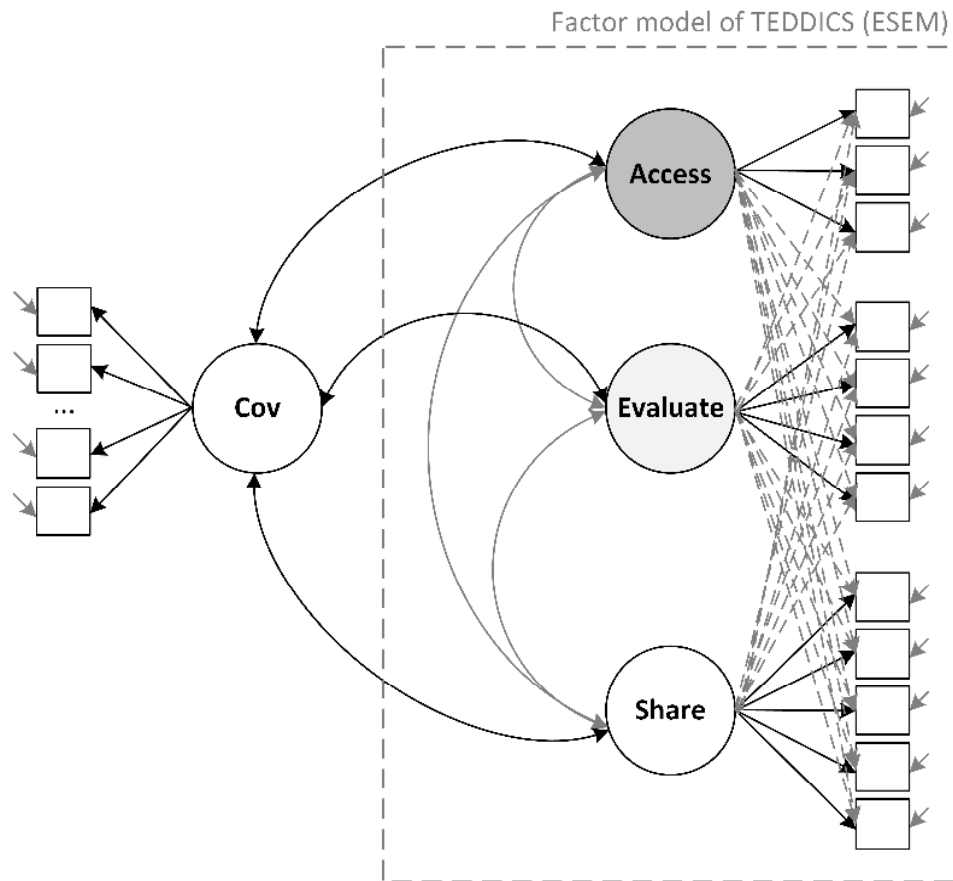 Factor model of TEDDICS (ESEM)
Access
Evaluate
Cov
...
Share